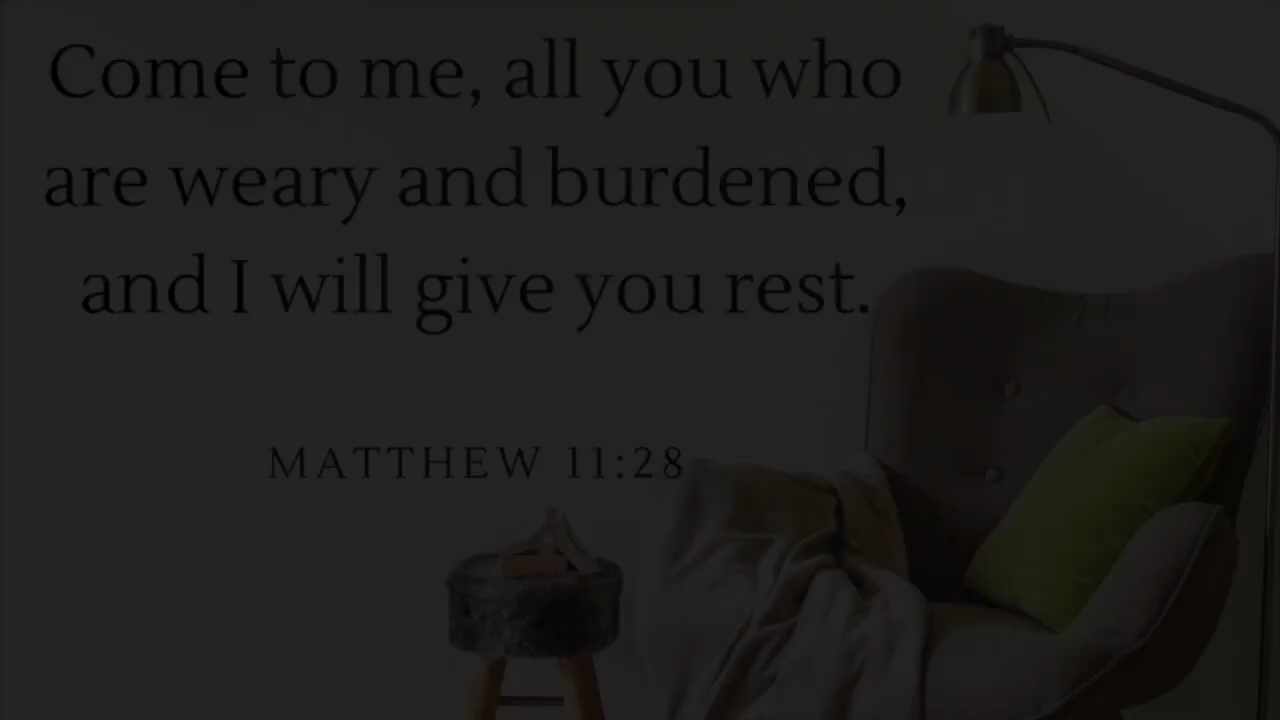 Come to me, all you who
are weary and burdened,
and I will give you rest.
MATTHEW 11:28